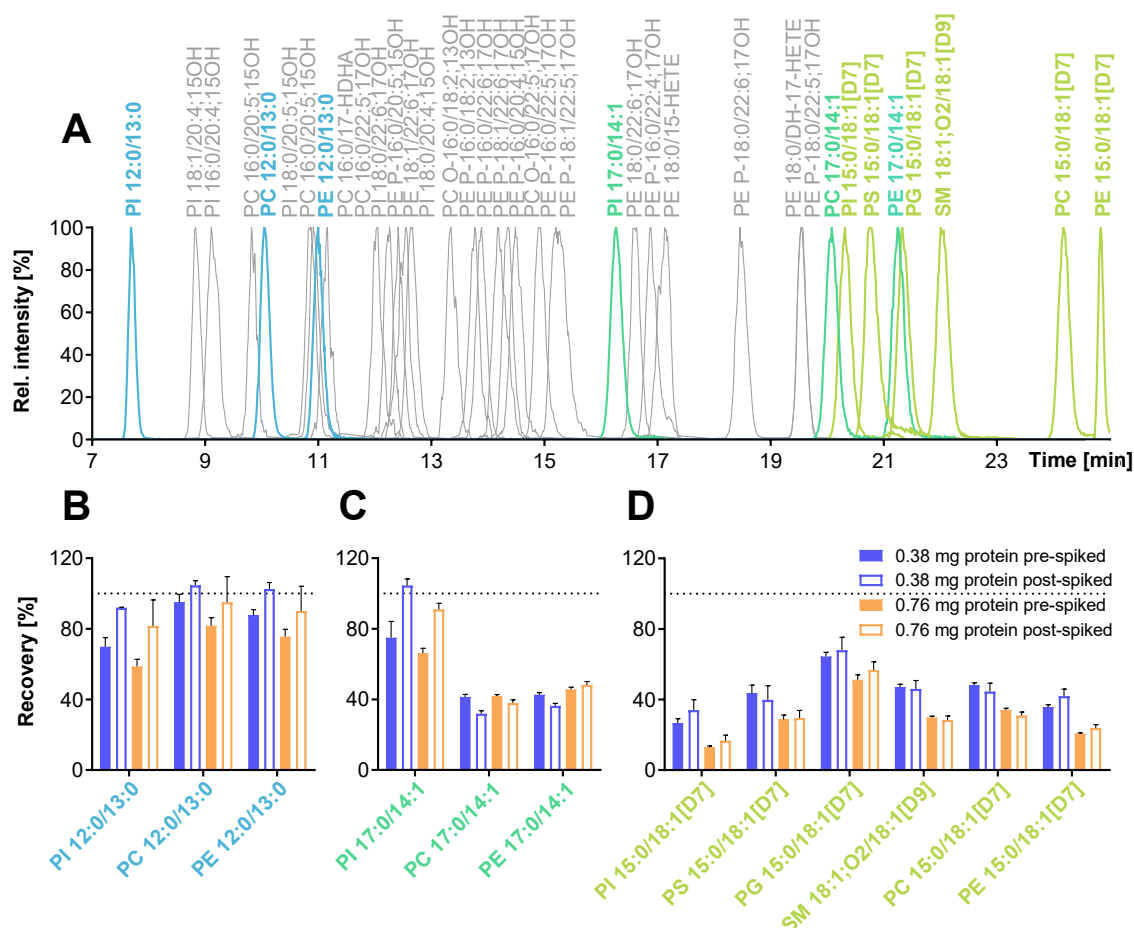 A
PI 12:0/13:0
PI 18:1/20:4;15OH
PI 16:0/20:4;15OH
PC 16:0/20:5;15OH
PC 12:0/13:0
PI 18:0/20:5;15OH
PC 16:0/20:5;15OH
PE 12:0/13:0
PC 16:0/17-HDHA
PC 16:0/22:5;17OH
PI 18:0/22:6;17OH
PE P-16:0/20:5;15OH
PE 18:1/22:6;17OH
PI 18:0/20:4;15OH
PC O-16:0/18:2;13OH
PE P-16:0/18:2;13OH
PE P-16:0/22:6;17OH
PE P-18:1/22:6;17OH
PE P-16:0/20:4;15OH
PC O-16:0/22:5;17OH
PE P-16:0/22:5;17OH
PE P-18:1/22:5;17OH
PI 17:0/14:1
PE 18:0/22:6;17OH
PE P-16:0/22:4;17OH
PE 18:0/15-HETE
PE P-18:0/22:6;17OH
PE 18:0/DH-17-HETE
PE P-18:0/22:5;17OH
PC 17:0/14:1
PI 15:0/18:1[D7]
PS 15:0/18:1[D7]
PE 17:0/14:1
PG 15:0/18:1[D7]
SM 18:1;O2/18:1[D9]
PC 15:0/18:1[D7]
PE 15:0/18:1[D7]
Rel. intensity [%]
100
80
60
40
20
0
7 9 11 13 15 17 19 21 23 Time [min]
B
Recovery [%]
120
80
40
0
PI 12:0/13:0
PC 12:0/13:0
PE 12:0/13:0
C
120
80
40
0
PI 17:0/14:1
PC 17:0/14:1
PE 17:0/14:1
D
120
80
40
0
0.38 mg protein pre-spiked
0.38 mg protein post-spiked
0.76 mg protein pre-spiked
0.76 mg protein post-spiked
PI 15:0/18:1[D7]
PS 15:0/18:1[D7]
PG 15:0/18:1[D7]
SM 18:1;O2/18:1[D9]
PC 15:0/18:1[D7]
PE 15:0/18:1[D7]